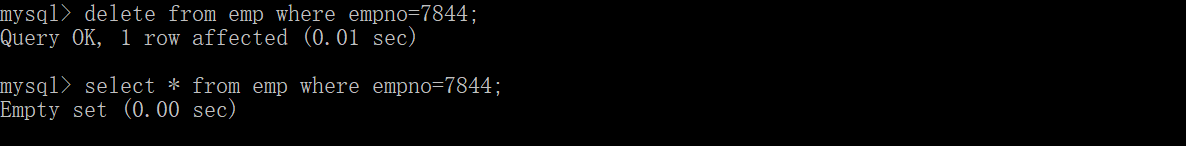 mysql> delete from emp where empno=7844;
Query OK, 1 row affected (0.01 sec)
mysql> select * from emp where empno=7844;
Empty set (0.00 sec)